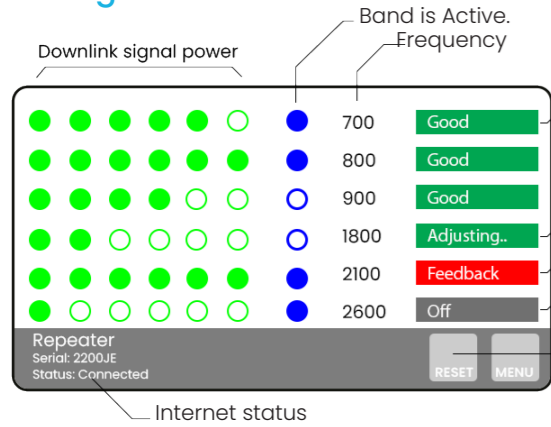 Band is Active.
Downlink signal power
Frequency
700 Good
800 Good
900 Good
1800 Adjusting..
2100 Feedback
2600 Off
Repeater
Serial: 2200JE
Status: Connected
RESET MENU
Internet status